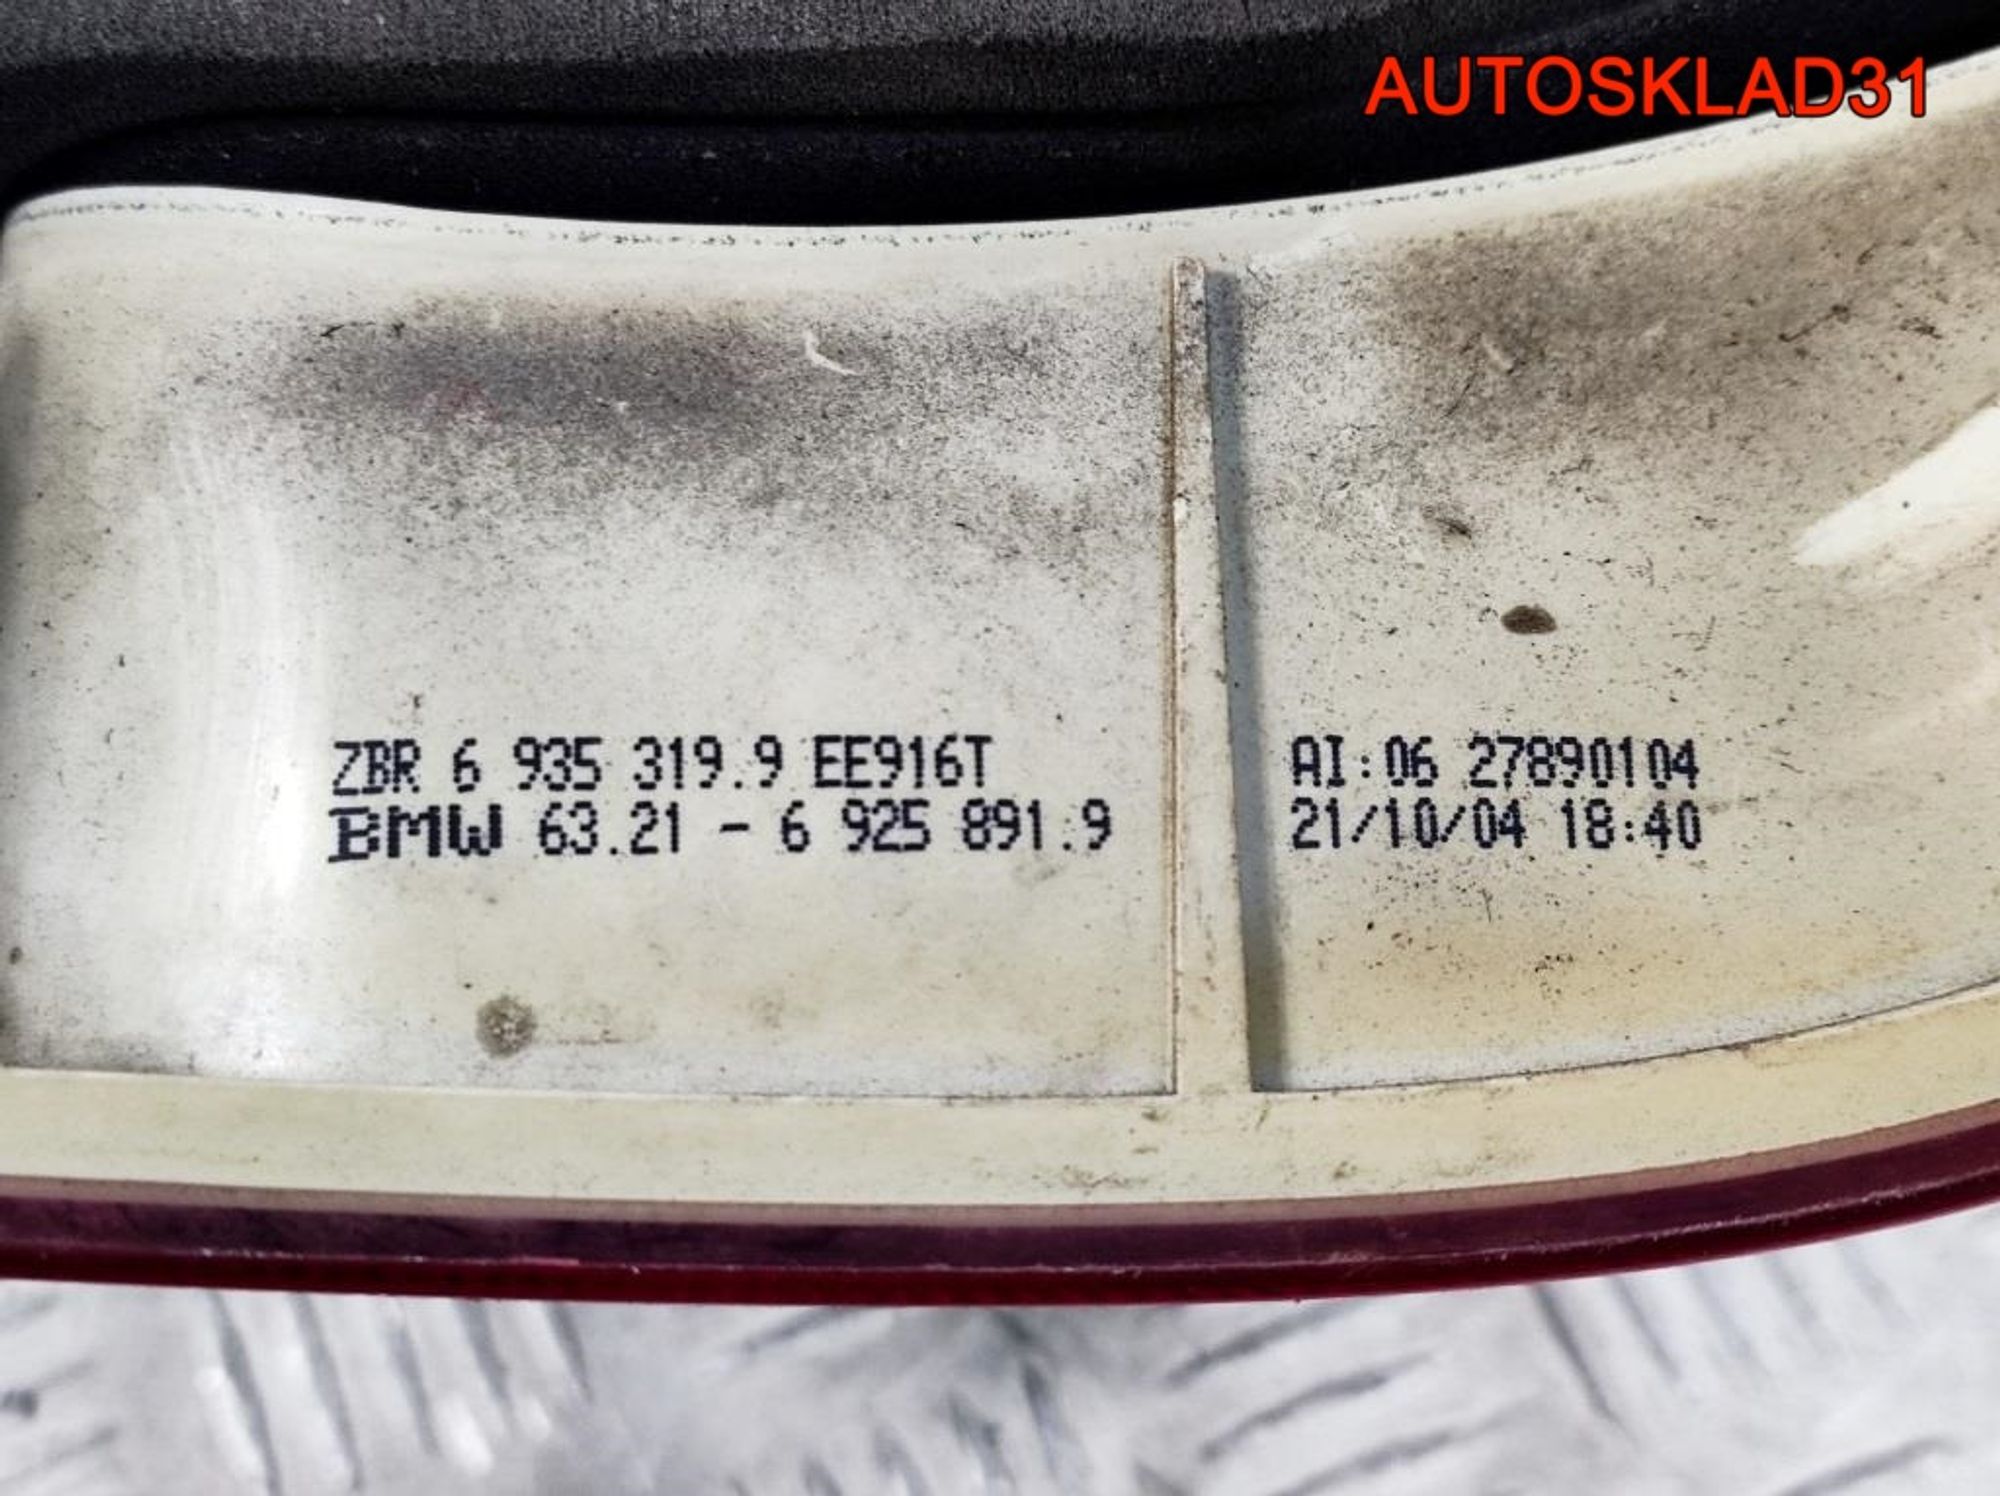 AUTOSKLAD31
ZBR 6 935 319.9 EE916T
BMW 63.21 - 6 925 891.9
AI:06 27890104
21/10/04 18:40